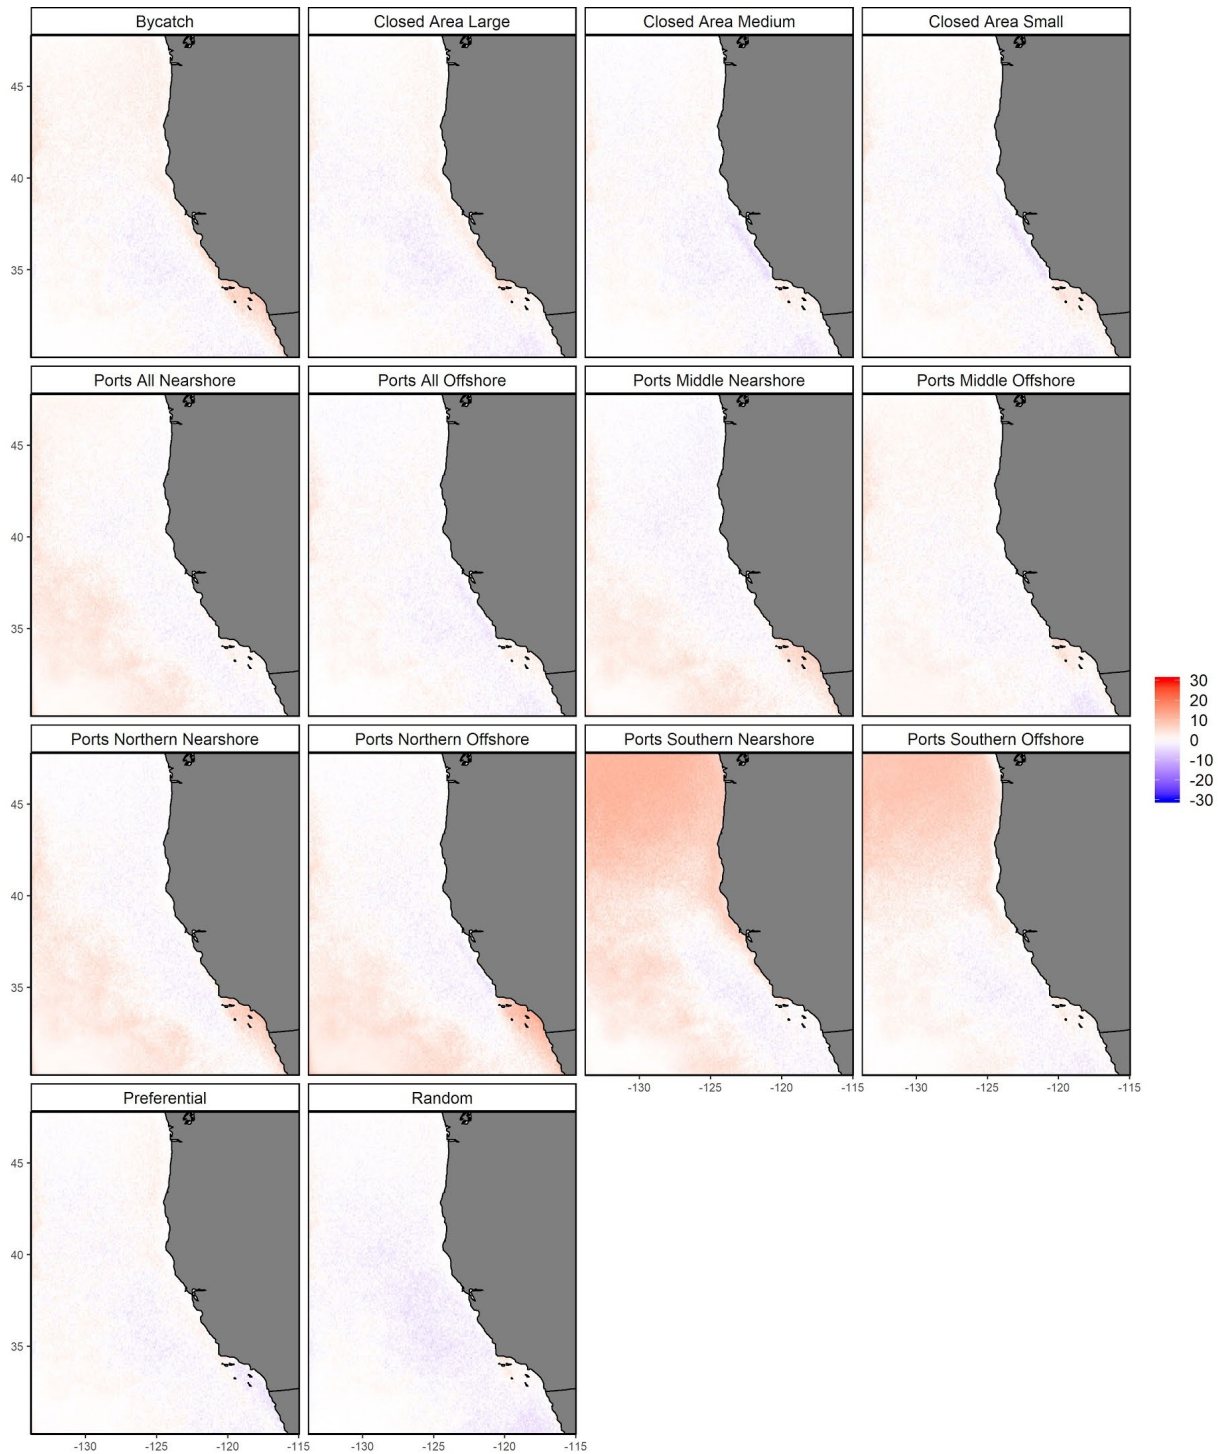 Bycatch
Closed Area Large
Closed Area Medium
Closed Area Small
45
40
35
Ports All Nearshore
Ports All Offshore
Ports Middle Nearshore
Ports Middle Offshore
45
40
35
30
20
10
0
-10
-20
-30
Ports Northern Nearshore
Ports Northern Offshore
Ports Southern Nearshore
Ports Southern Offshore
45
40
35
-130 -125 -120 -115
-130 -125 -120 -115
Preferential
Random
45
40
35
-130 -125 -120 -115
-130 -125 -120 -115